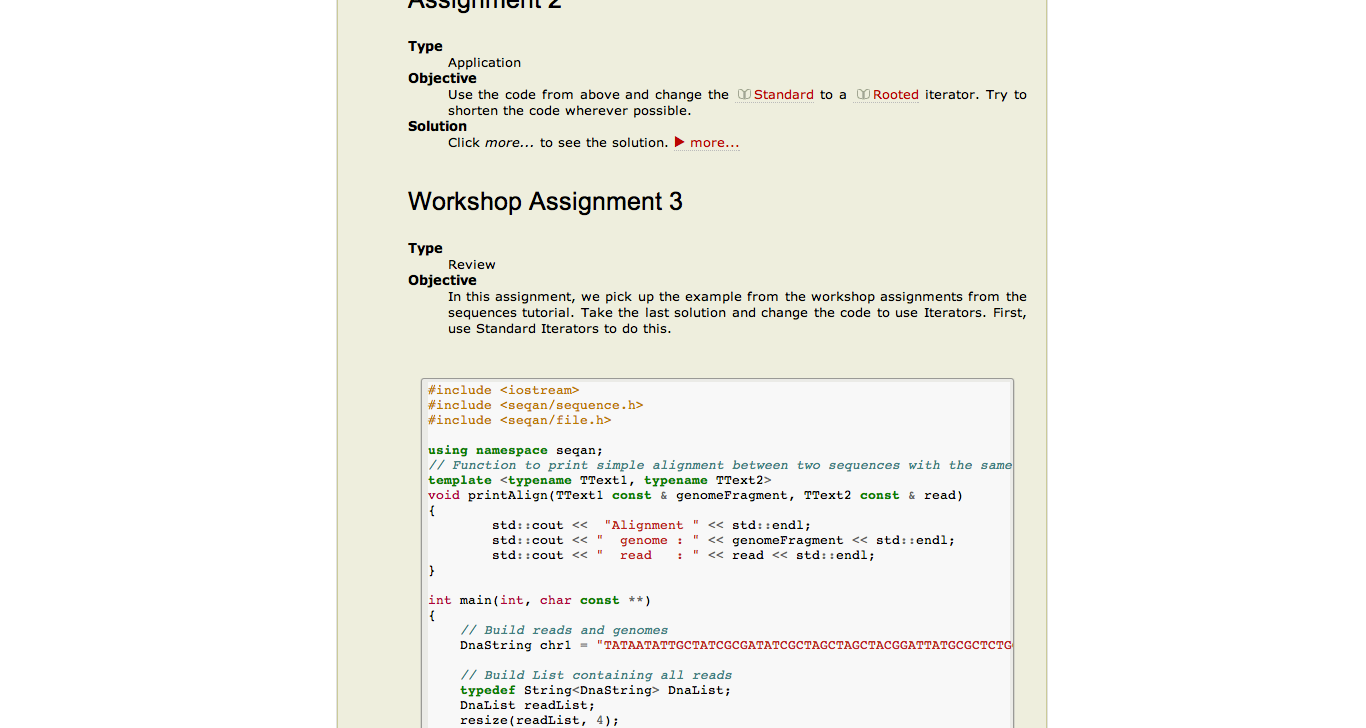 Assignment 2
Type
Application
Objective
Use the code from above and change the Standard to a Rooted iterator. Try to
shorten the code wherever possible.
Solution
Click more... to see the solution. ▶ more...
Workshop Assignment 3
Type
Review
Objective
In this assignment, we pick up the example from the workshop assignments from the
sequences tutorial. Take the last solution and change the code to use Iterators. First,
use Standard Iterators to do this.
#include <iostream>
#include <seqan/sequence.h>
#include <seqan/file.h>
using namespace seqan;
// Function to print simple alignment between two sequences with the same
template <typename TText1, typename TText2>
void printAlign(TText1 const & genomeFragment, TText2 const & read)
{
        std::cout <<  "Alignment " << std::endl;
        std::cout << "  genome : " << genomeFragment << std::endl;
        std::cout << "  read   : " << read << std::endl;
}
int main(int, char const **)
{
    // Build reads and genomes
    DnaString chr1 = "TATAATATTGCTATCGCGATATCGCTAGCTAGCTACGGATTATGCGCTCTG
    // Build List containing all reads
    typedef String<DnaString> DnaList;
    DnaList readList;
    resize(readList, 4);